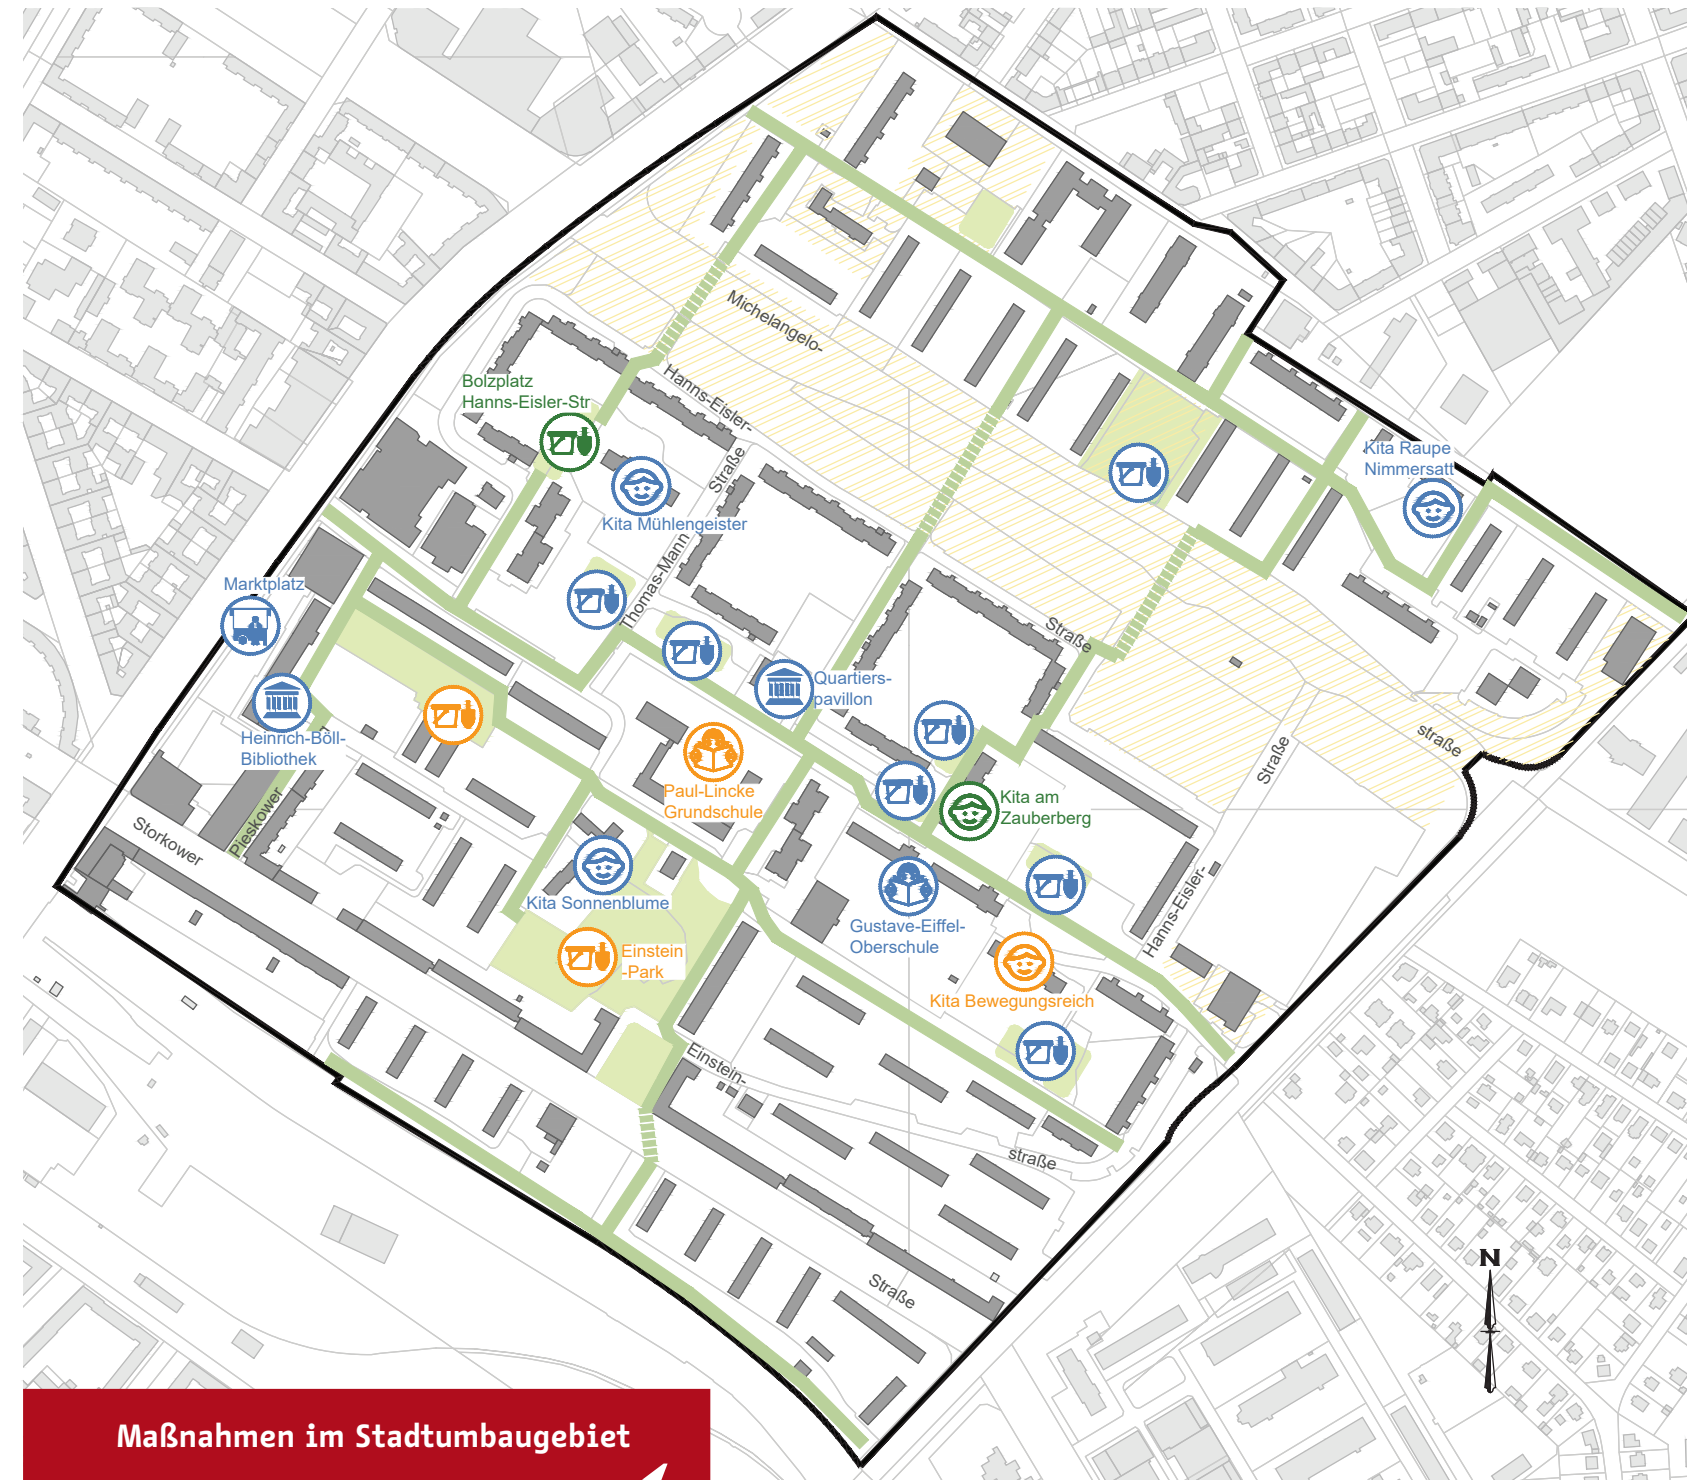 Michelangelo-
Hanns-Eisler-
Bolzplatz
Hanns-Eisler-Str
Straße
Kita Raupe
Nimmersatt
Kita Mühlengeister
Thomas-Mann
Marktplatz
Straße
Quartiers-
pavillon
Heinrich-Böll-
Bibliothek
straße
Straße
Paul-Lincke
Grundschule
Kita am
Zauberberg
Pieskower
Storkower
Kita Sonnenblume
Gustave-Eiffel-
Oberschule
Hanns-Eisler-
Einstein
-Park
Kita Bewegungsreich
Einstein-
straße
Straße
N
Maßnahmen im Stadtumbaugebiet